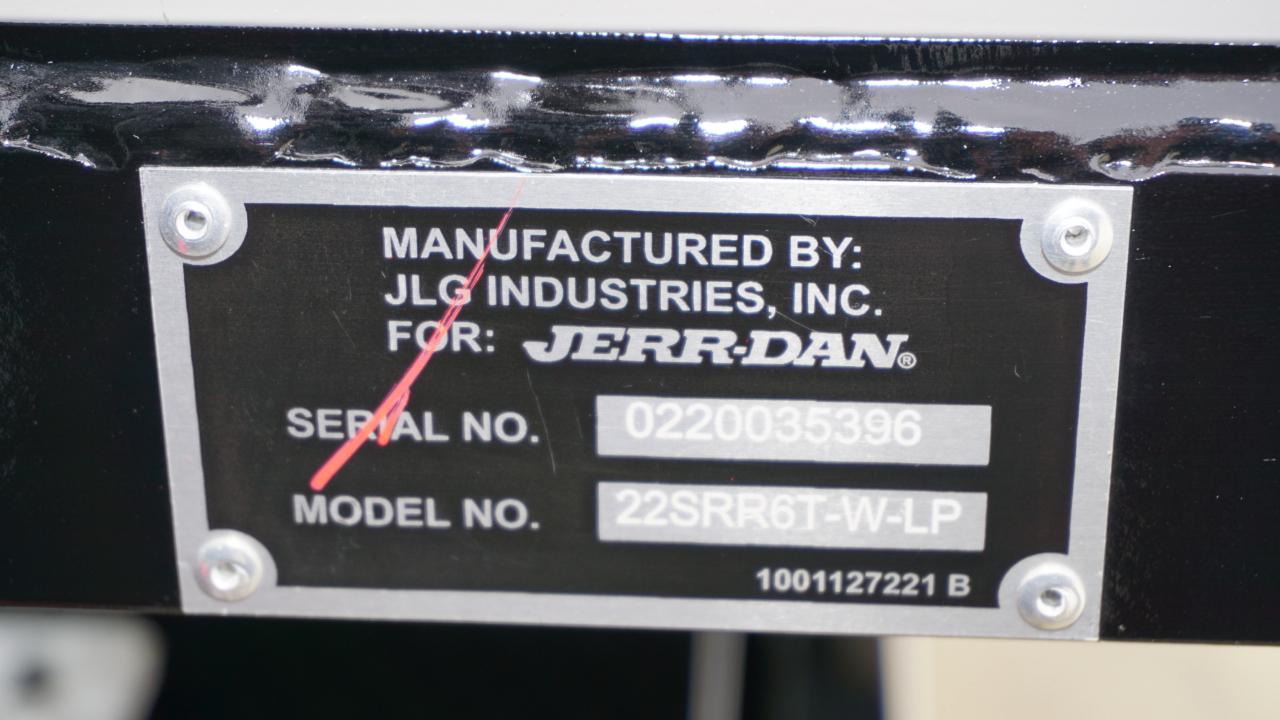 MANUFACTURED BY:
JLG INDUSTRIES, INC.
FOR: JERR-DAN®
SERIAL NO. 0220035396
MODEL NO. 22SRR6T-W-LP
1001127221 B